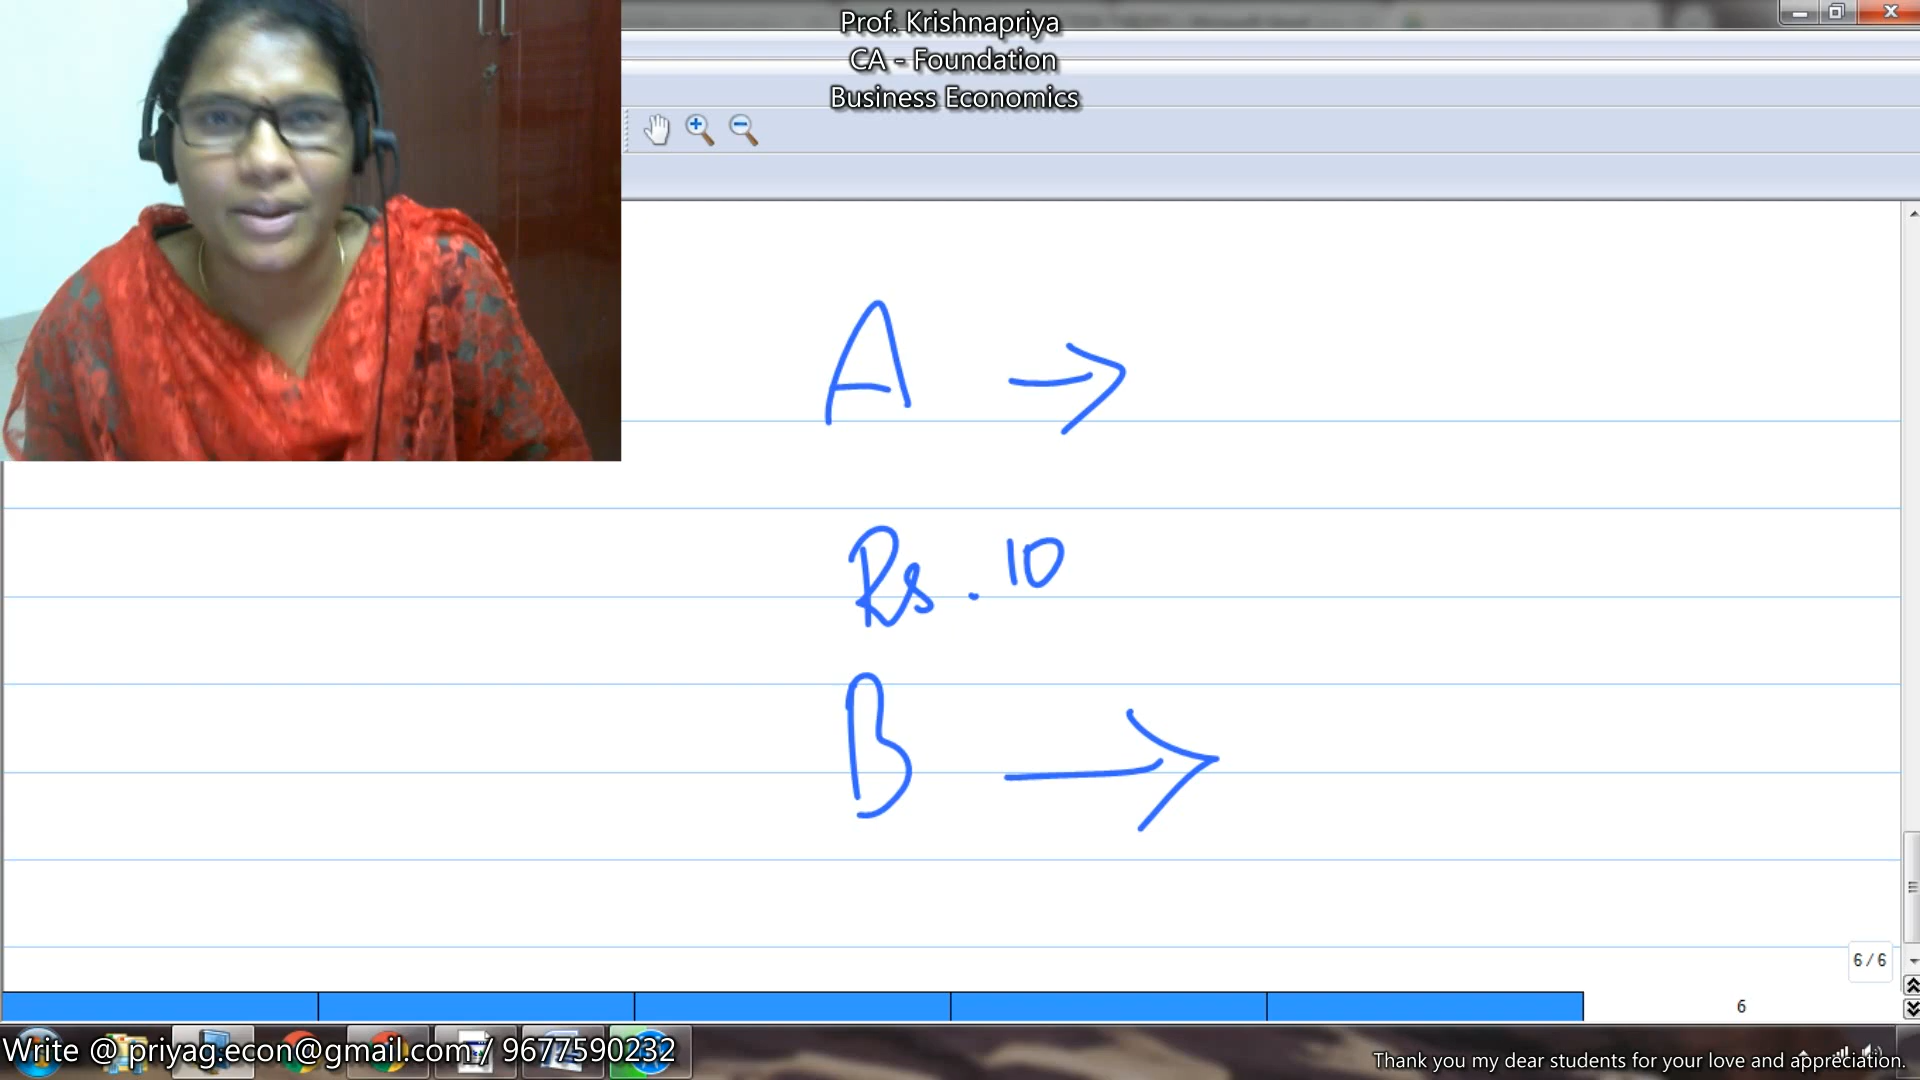 Prof. Krishnapriya
CA - Foundation
Business Economics
A →
Rs. 10
B →
6 / 6
6
Write @ priyag.econ@gmail.com / 9677590232
Thank you my dear students for your love and appreciation.